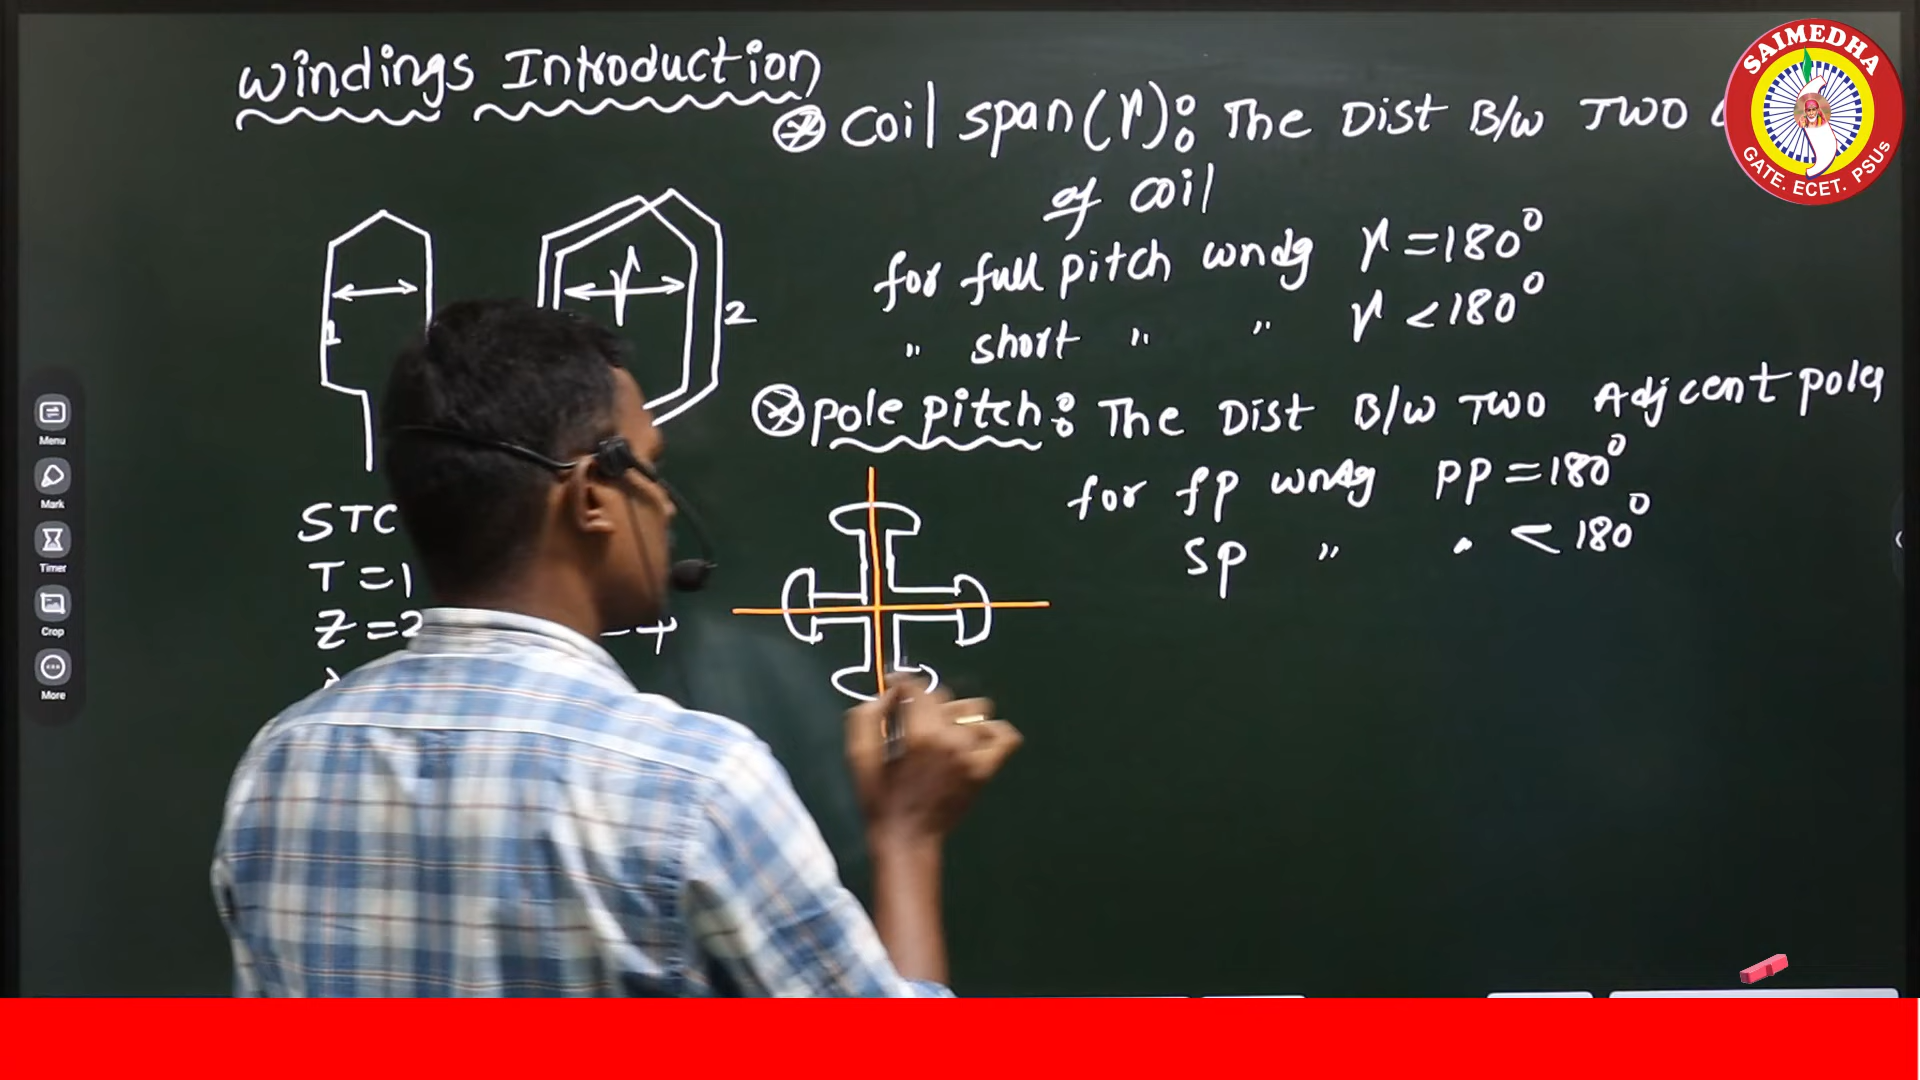 Windings Introduction
Coil span(γ): The Dist B/w TWO
of coil
for full pitch wndg γ = 180°
" short " " γ < 180°
pole pitch: The Dist B/w TWO Adjcent poles
for fp wndg pp = 180°
Sp " " < 180°
1
γ
2
STC
T = 1
Z = 2
Menu
Mark
Timer
Crop
More
SAIMEDHA
GATE. ECET. PSUs